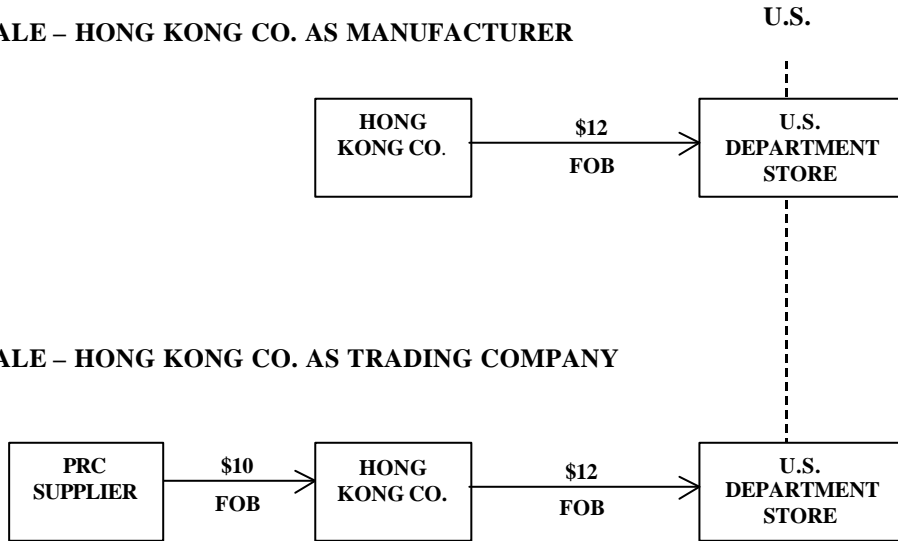 U.S.
ALE – HONG KONG CO. AS MANUFACTURER
HONG
KONG CO.
$12
FOB
U.S.
DEPARTMENT
STORE
ALE – HONG KONG CO. AS TRADING COMPANY
PRC
SUPPLIER
$10
FOB
HONG
KONG CO.
$12
FOB
U.S.
DEPARTMENT
STORE